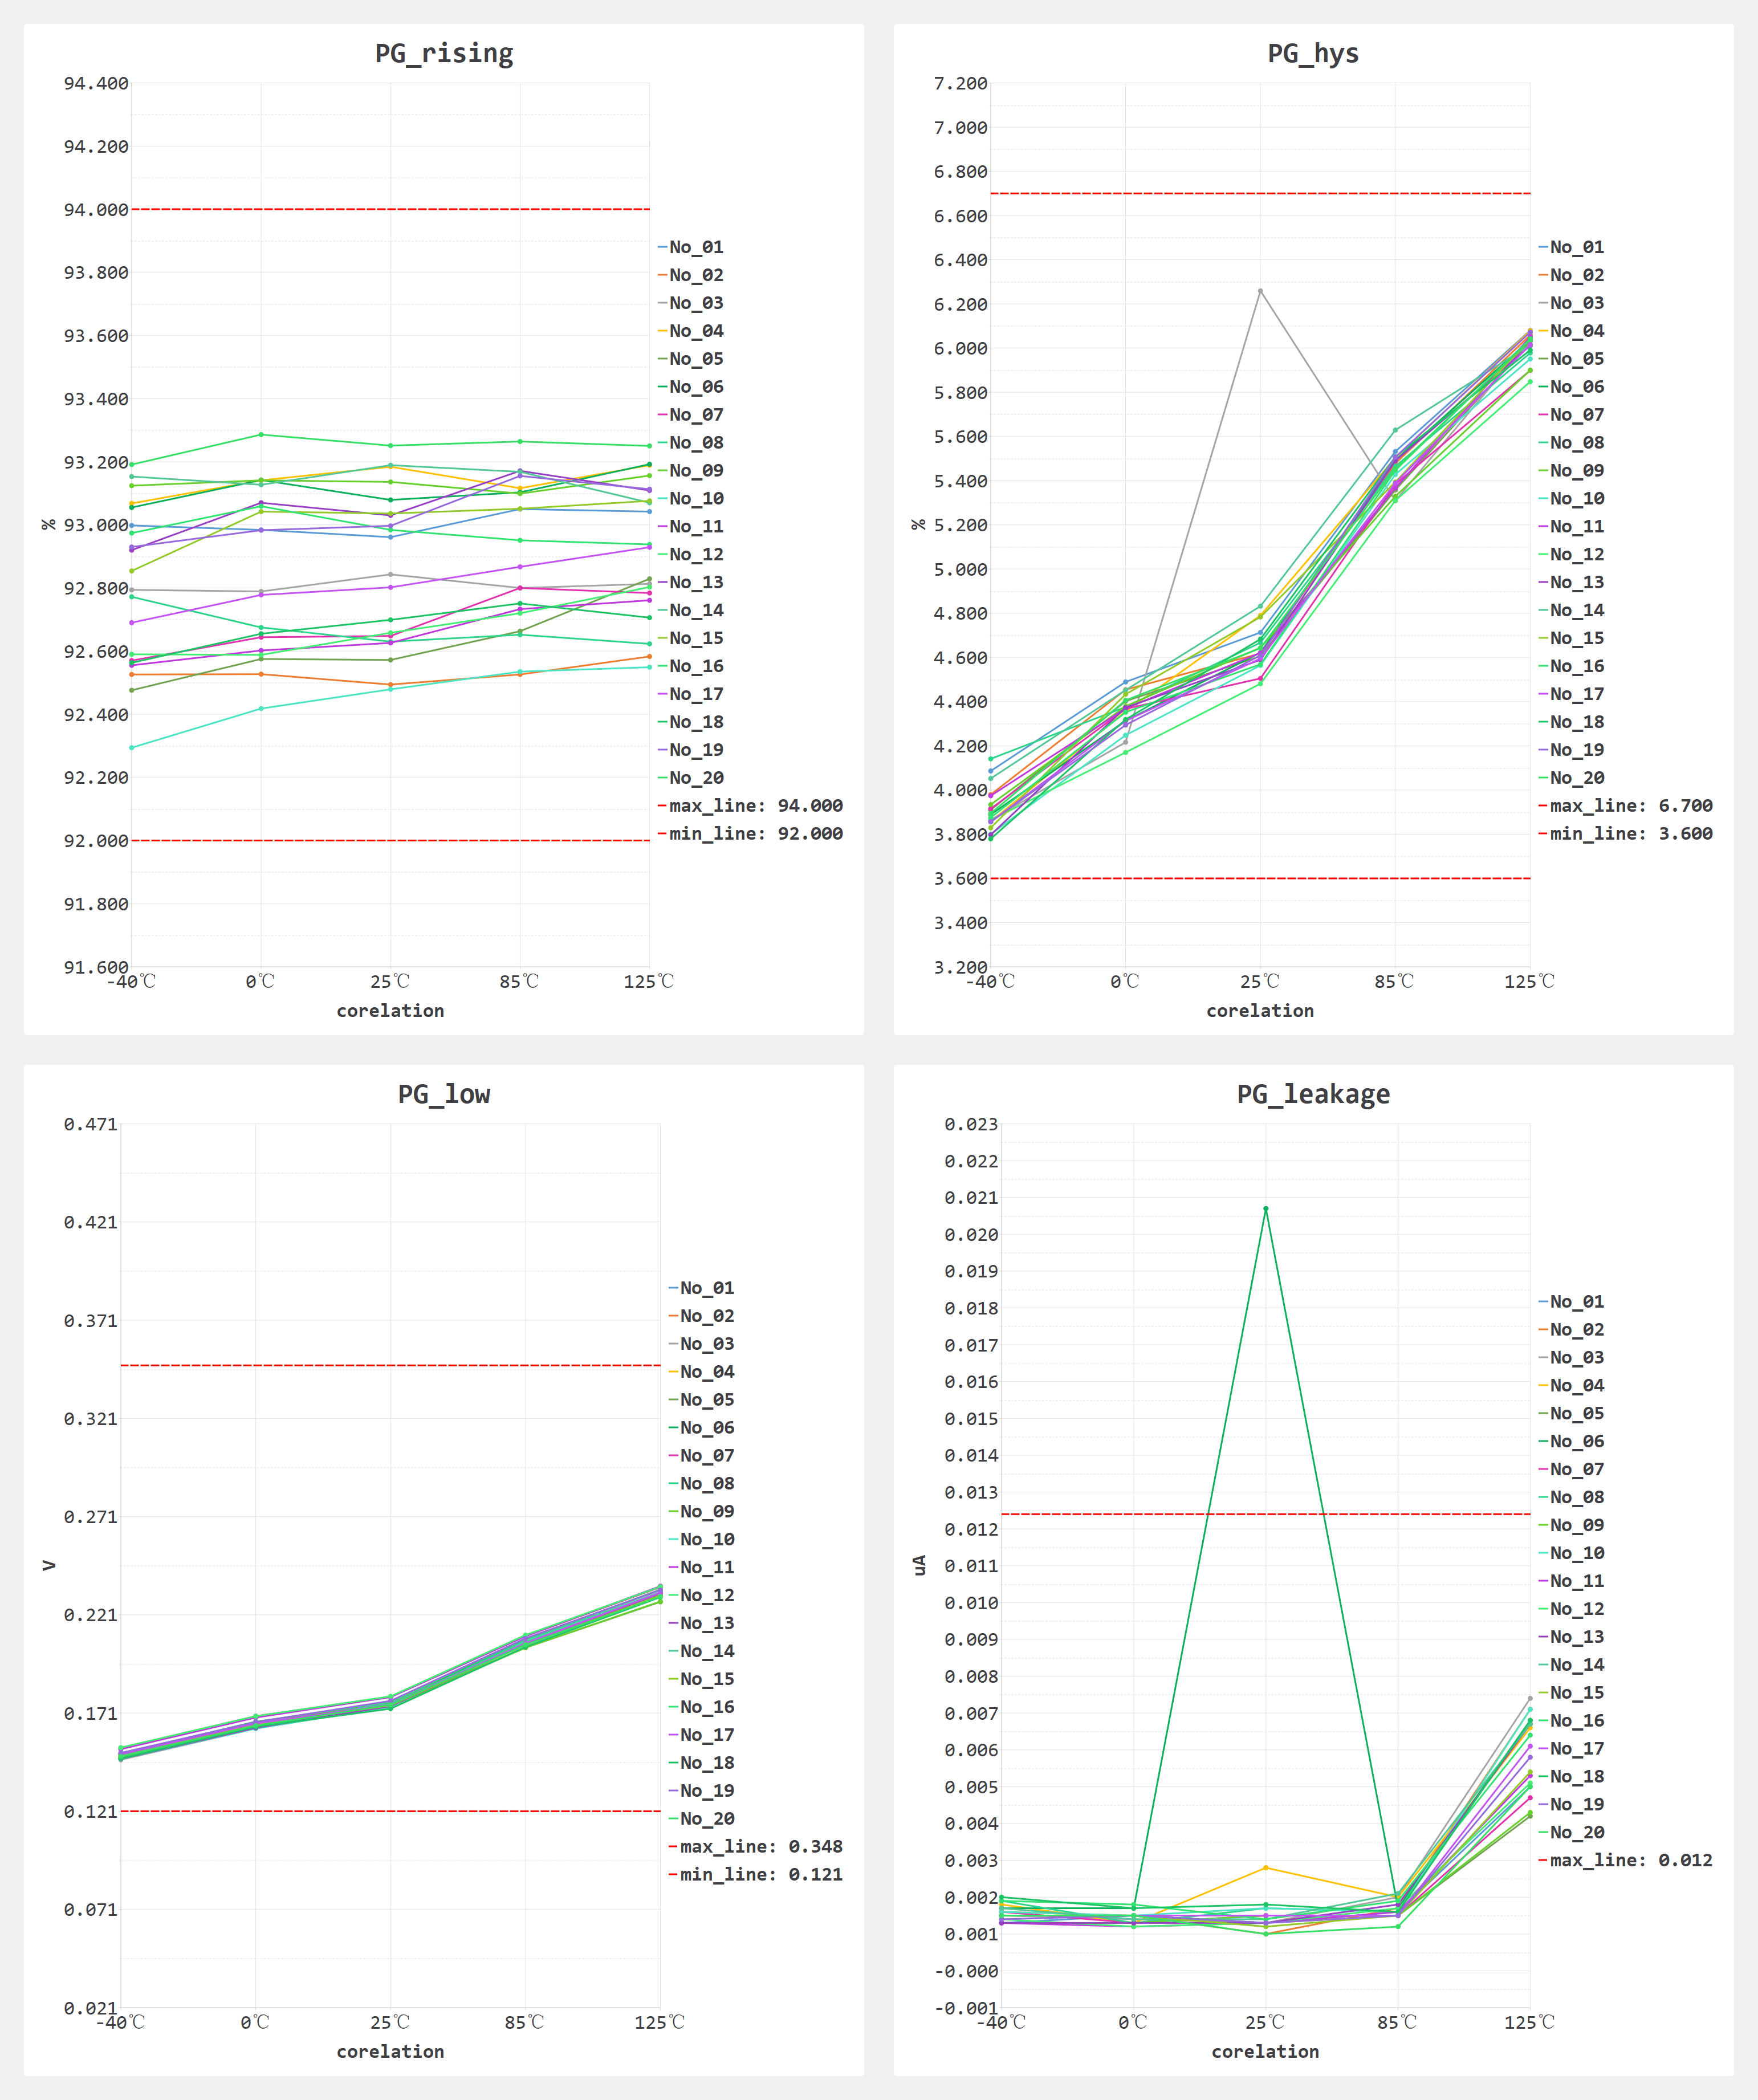 PG_rising
94.400
94.200
94.000
93.800
93.600
93.400
93.200
93.000
92.800
92.600
92.400
92.200
92.000
91.800
91.600
%
-40℃ 0℃ 25℃ 85℃ 125℃
corelation
No_01
No_02
No_03
No_04
No_05
No_06
No_07
No_08
No_09
No_10
No_11
No_12
No_13
No_14
No_15
No_16
No_17
No_18
No_19
No_20
max_line: 94.000
min_line: 92.000
PG_hys
7.200
7.000
6.800
6.600
6.400
6.200
6.000
5.800
5.600
5.400
5.200
5.000
4.800
4.600
4.400
4.200
4.000
3.800
3.600
3.400
3.200
%
-40℃ 0℃ 25℃ 85℃ 125℃
corelation
No_01
No_02
No_03
No_04
No_05
No_06
No_07
No_08
No_09
No_10
No_11
No_12
No_13
No_14
No_15
No_16
No_17
No_18
No_19
No_20
max_line: 6.700
min_line: 3.600
PG_low
0.471
0.421
0.371
0.321
0.271
0.221
0.171
0.121
0.071
0.021
V
-40℃ 0℃ 25℃ 85℃ 125℃
corelation
No_01
No_02
No_03
No_04
No_05
No_06
No_07
No_08
No_09
No_10
No_11
No_12
No_13
No_14
No_15
No_16
No_17
No_18
No_19
No_20
max_line: 0.348
min_line: 0.121
PG_leakage
0.023
0.022
0.021
0.020
0.019
0.018
0.017
0.016
0.015
0.014
0.013
0.012
0.011
0.010
0.009
0.008
0.007
0.006
0.005
0.004
0.003
0.002
0.001
-0.000
-0.001
uA
-40℃ 0℃ 25℃ 85℃ 125℃
corelation
No_01
No_02
No_03
No_04
No_05
No_06
No_07
No_08
No_09
No_10
No_11
No_12
No_13
No_14
No_15
No_16
No_17
No_18
No_19
No_20
max_line: 0.012